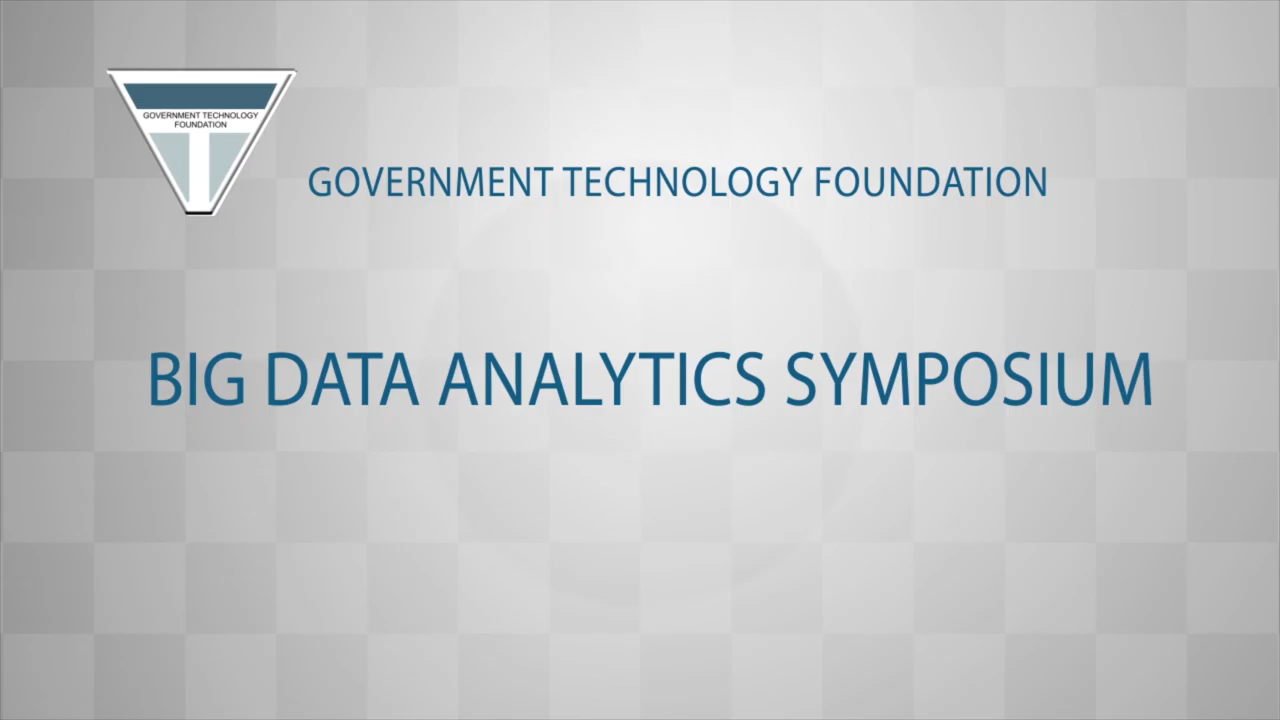 GOVERNMENT TECHNOLOGY
FOUNDATION
GOVERNMENT TECHNOLOGY FOUNDATION
BIG DATA ANALYTICS SYMPOSIUM